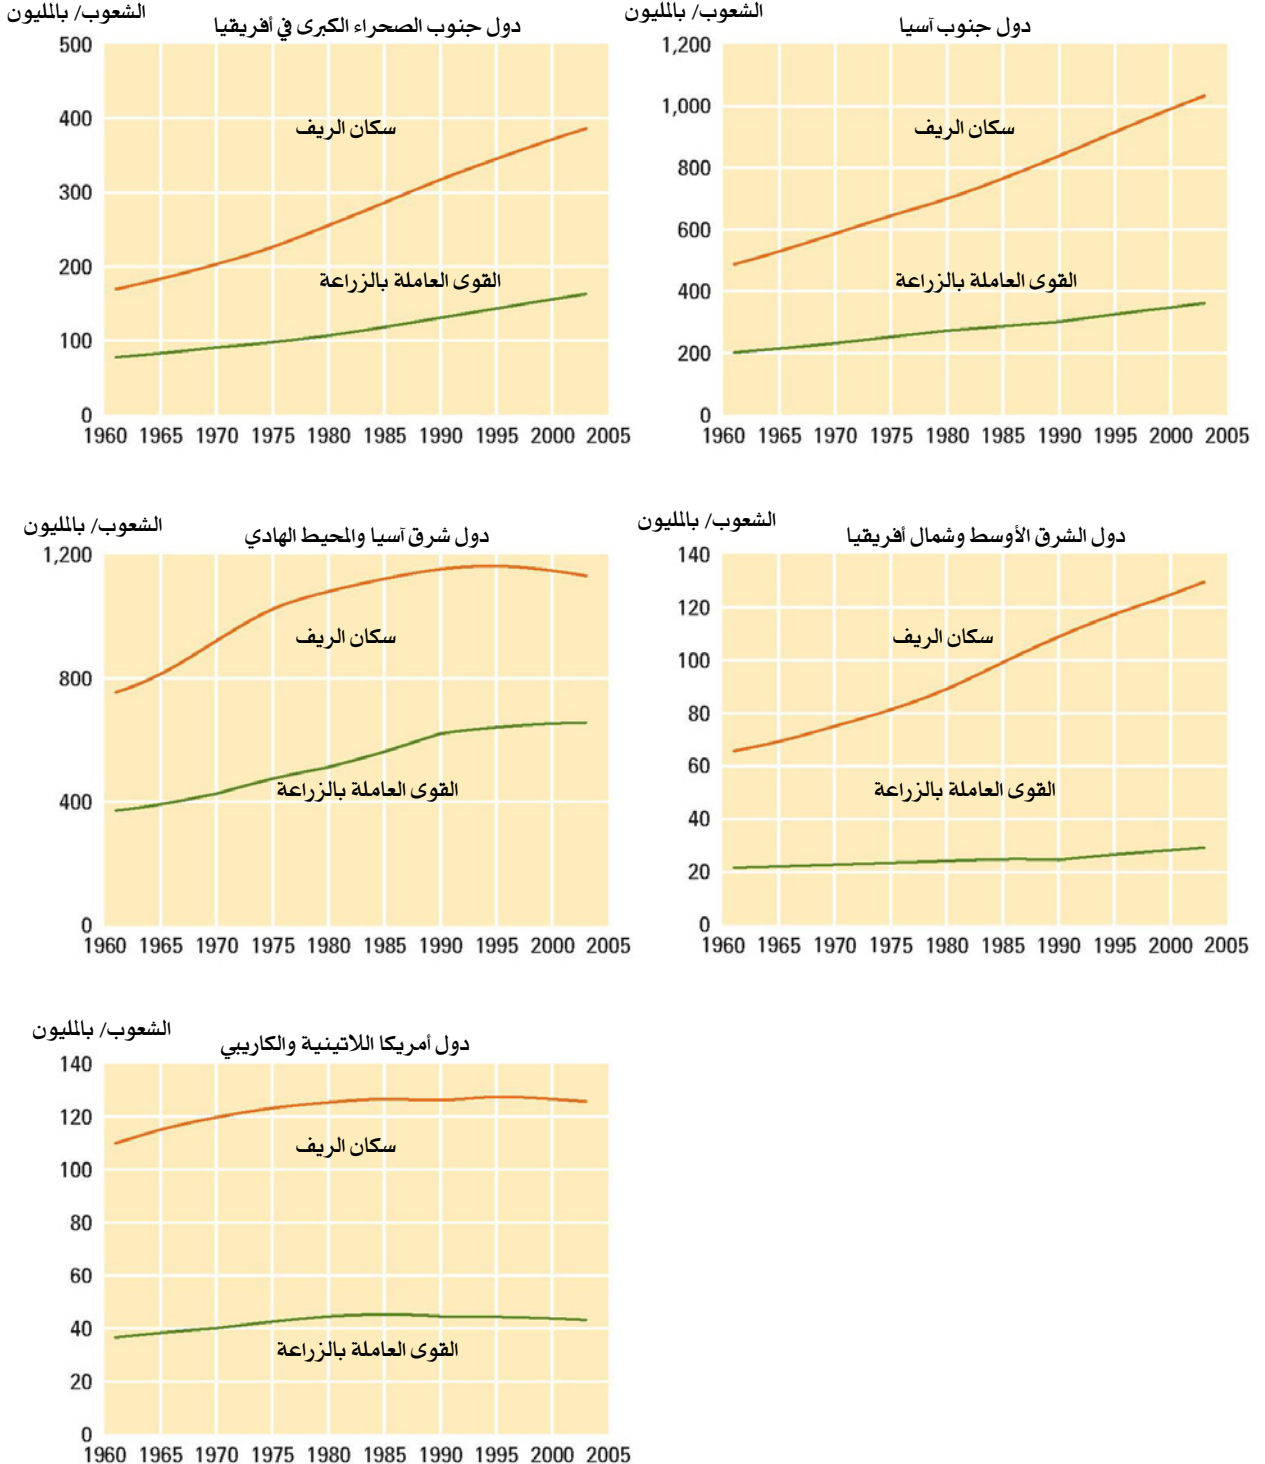 الشعوب/ بالمليون
دول جنوب الصحراء الكبرى في أفريقيا
500
400
300
200
100
0
سكان الريف
القوى العاملة بالزراعة
1960 1965 1970 1975 1980 1985 1990 1995 2000 2005
الشعوب/ بالمليون
دول جنوب آسيا
1,200
1,000
800
600
400
200
0
سكان الريف
القوى العاملة بالزراعة
1960 1965 1970 1975 1980 1985 1990 1995 2000 2005
الشعوب/ بالمليون
دول شرق آسيا والمحيط الهادي
1,200
800
400
0
سكان الريف
القوى العاملة بالزراعة
1960 1965 1970 1975 1980 1985 1990 1995 2000 2005
الشعوب/ بالمليون
دول الشرق الأوسط وشمال أفريقيا
140
120
100
80
60
40
20
0
سكان الريف
القوى العاملة بالزراعة
1960 1965 1970 1975 1980 1985 1990 1995 2000 2005
الشعوب/ بالمليون
دول أمريكا اللاتينية والكاريبي
140
120
100
80
60
40
20
0
سكان الريف
القوى العاملة بالزراعة
1960 1965 1970 1975 1980 1985 1990 1995 2000 2005